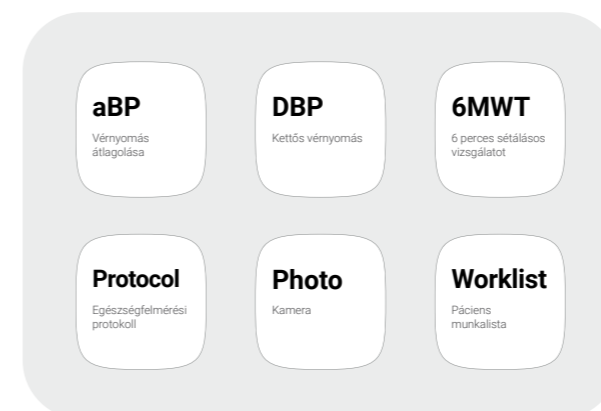 aBP
Vérnyomás
átlagolása
DBP
Kettős vérnyomás
6MWT
6 perces sétálásos
vizsgálatot
Protocol
Egészségfelmérési
protokoll
Photo
Kamera
Worklist
Páciens
munkalista